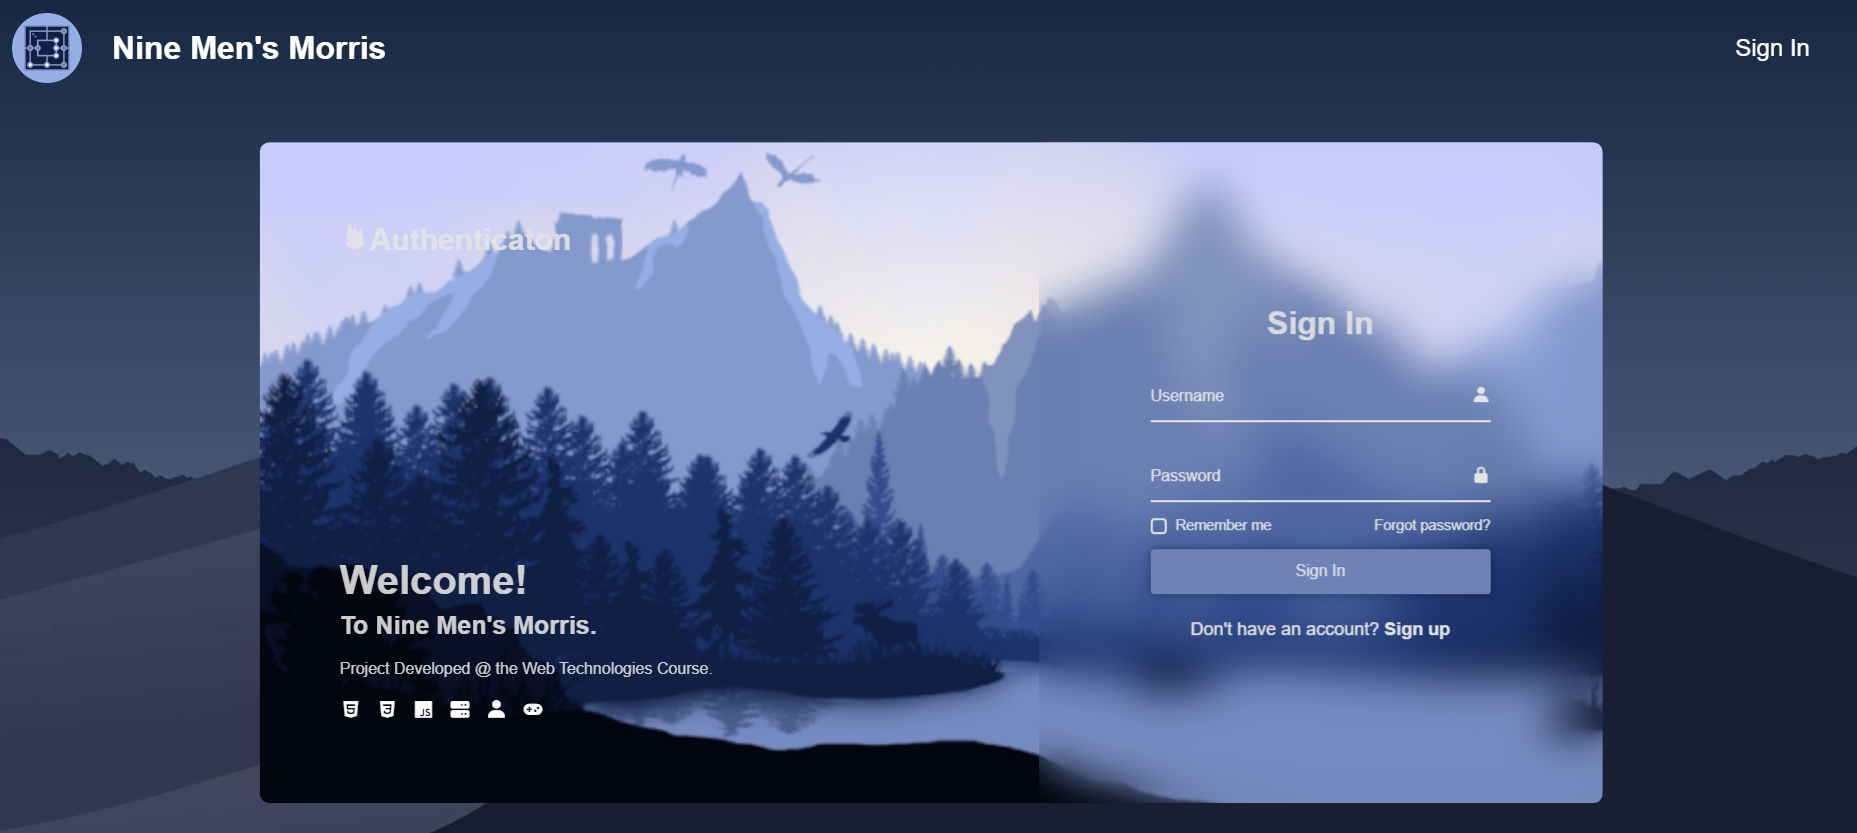 Nine Men's Morris
Sign In
Authenticaton
Sign In
Username
Password
Remember me
Forgot password?
Sign In
Don't have an account? Sign up
Welcome!
To Nine Men's Morris.
Project Developed @ the Web Technologies Course.
JS